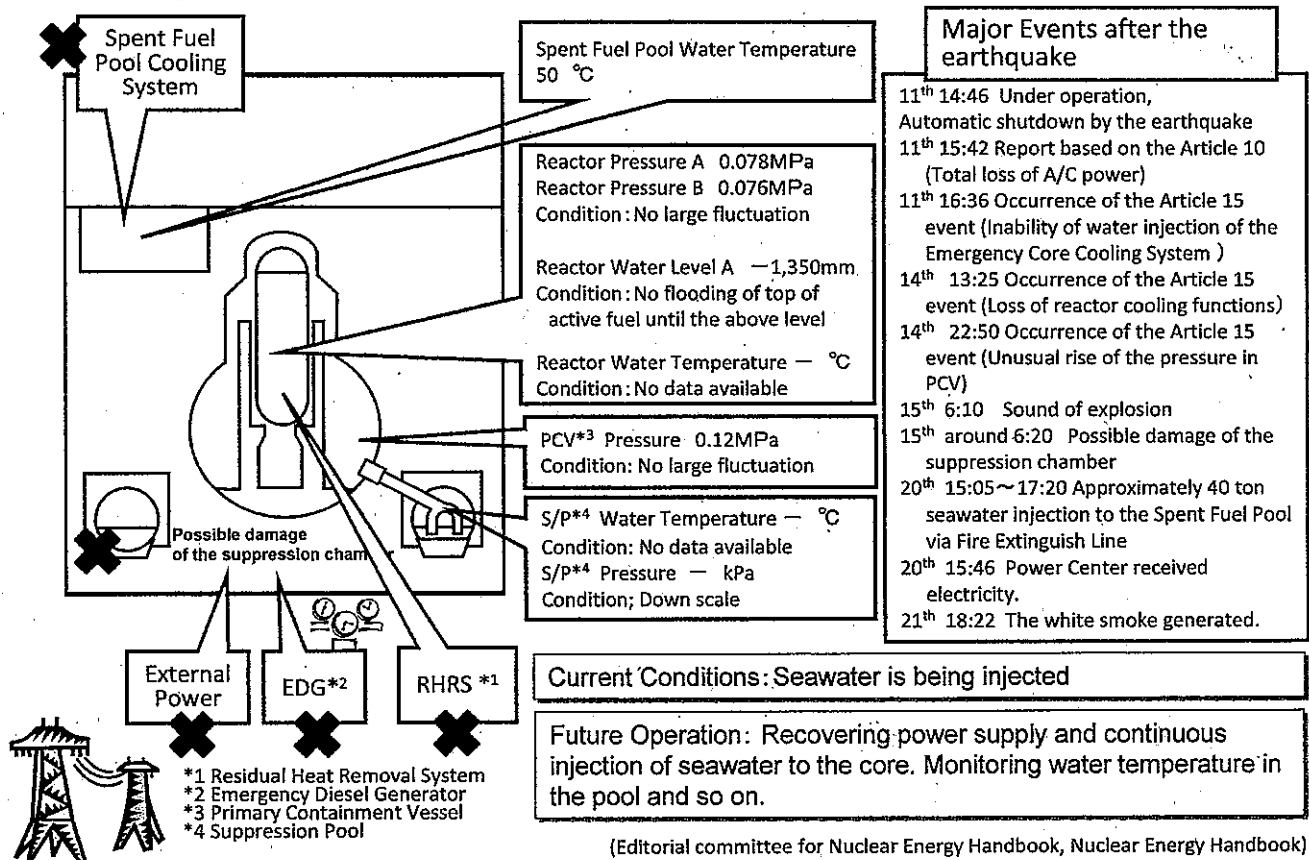 Spent Fuel
Pool Cooling
System
Spent Fuel Pool Water Temperature
50 ℃
Reactor Pressure A 0.078MPa
Reactor Pressure B 0.076MPa
Condition: No large fluctuation
Reactor Water Level A －1,350mm
Condition: No flooding of top of
active fuel until the above level
Reactor Water Temperature － ℃
Condition: No data available
PCV*3 Pressure 0.12MPa
Condition: No large fluctuation
S/P*4 Water Temperature － ℃
Condition: No data available
S/P*4 Pressure － kPa
Condition; Down scale
Possible damage
of the suppression chamber
External
Power
EDG*2
RHRS *1
*1 Residual Heat Removal System
*2 Emergency Diesel Generator
*3 Primary Containment Vessel
*4 Suppression Pool
Major Events after the
earthquake
11th 14:46 Under operation,
Automatic shutdown by the earthquake
11th 15:42 Report based on the Article 10
(Total loss of A/C power)
11th 16:36 Occurrence of the Article 15
event (Inability of water injection of the
Emergency Core Cooling System )
14th 13:25 Occurrence of the Article 15
event (Loss of reactor cooling functions)
14th 22:50 Occurrence of the Article 15
event (Unusual rise of the pressure in
PCV)
15th 6:10 Sound of explosion
15th around 6:20 Possible damage of the
suppression chamber
20th 15:05～17:20 Approximately 40 ton
seawater injection to the Spent Fuel Pool
via Fire Extinguish Line
20th 15:46 Power Center received
electricity.
21th 18:22 The white smoke generated.
Current Conditions: Seawater is being injected
Future Operation: Recovering power supply and continuous
injection of seawater to the core. Monitoring water temperature in
the pool and so on.
(Editorial committee for Nuclear Energy Handbook, Nuclear Energy Handbook)